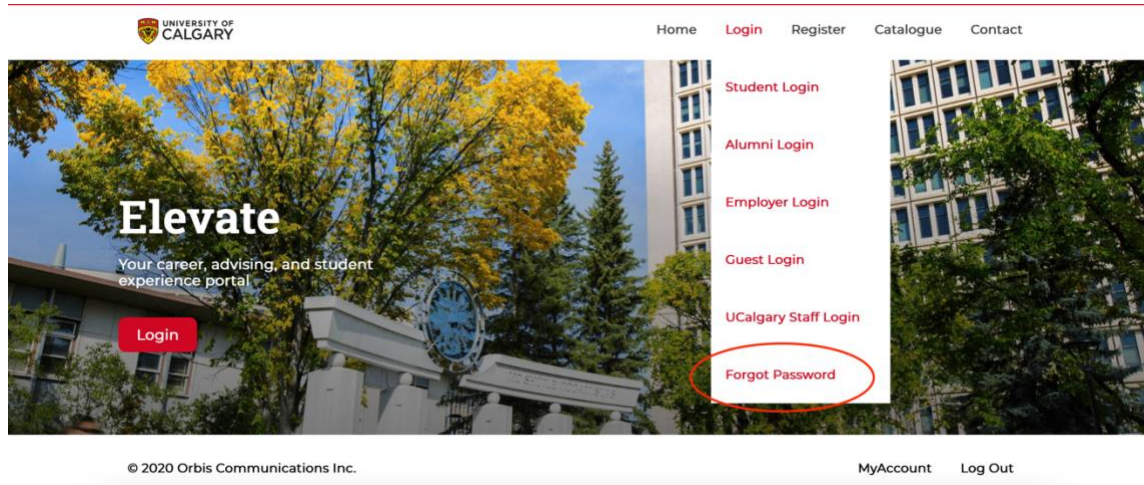 UNIVERSITY OF
CALGARY
Home Login Register Catalogue Contact
Student Login
Alumni Login
Employer Login
Guest Login
UCalgary Staff Login
Forgot Password
Elevate
Your career, advising, and student
experience portal
Login
© 2020 Orbis Communications Inc.
MyAccount Log Out